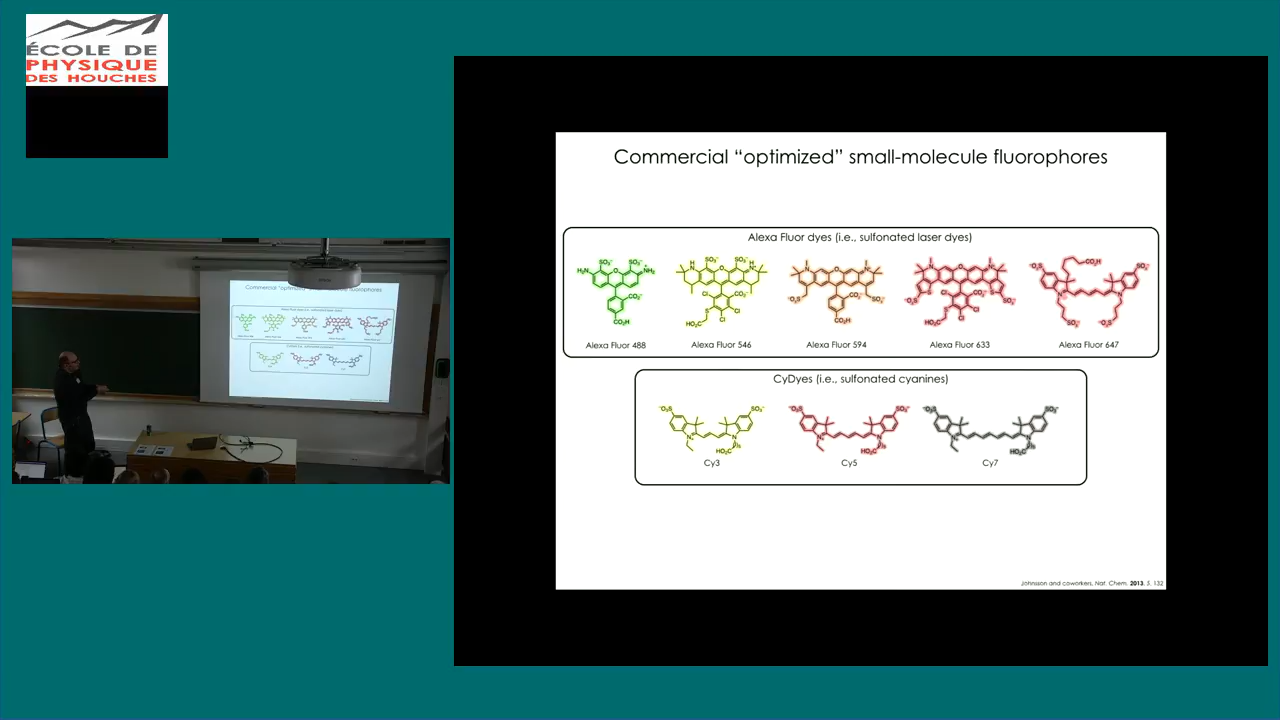 ÉCOLE DE
PHYSIQUE
DES HOUCHES
Commercial “optimized” small-molecule fluorophores
Alexa Fluor dyes (i.e., sulfonated laser dyes)
Alexa Fluor 488
Alexa Fluor 546
Alexa Fluor 594
Alexa Fluor 633
Alexa Fluor 647
CyDyes (i.e., sulfonated cyanines)
Cy3
Cy5
Cy7
Johnsson and coworkers, Nat. Chem. 2013, 5, 132